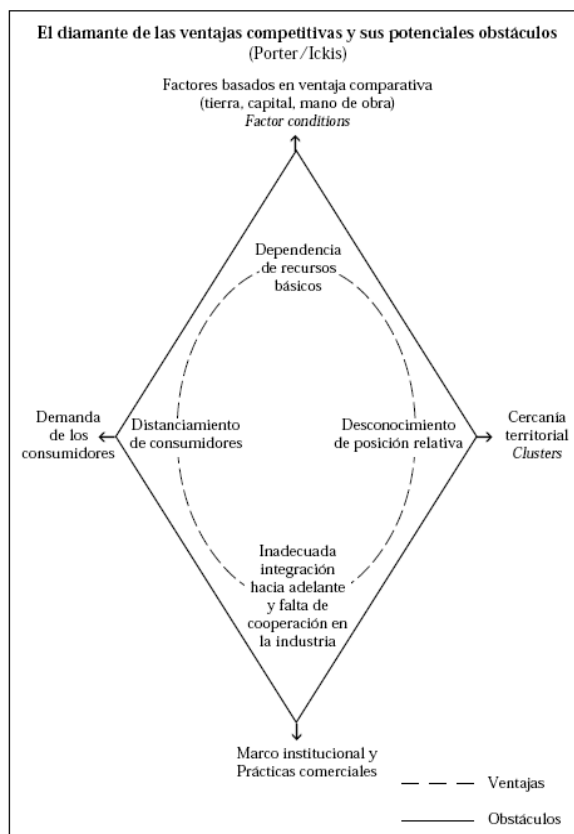 El diamante de las ventajas competitivas y sus potenciales obstáculos
(Porter/Ickis)
Factores basados en ventaja comparativa
(tierra, capital, mano de obra)
Factor conditions
Dependencia
de recursos
básicos
Demanda
de los
consumidores
Distanciamiento
de consumidores
Desconocimiento
de posición relativa
Cercanía
territorial
Clusters
Inadecuada
integración
hacia adelante
y falta de
cooperación en
la industria
Marco institucional y
Prácticas comerciales
Ventajas
Obstáculos